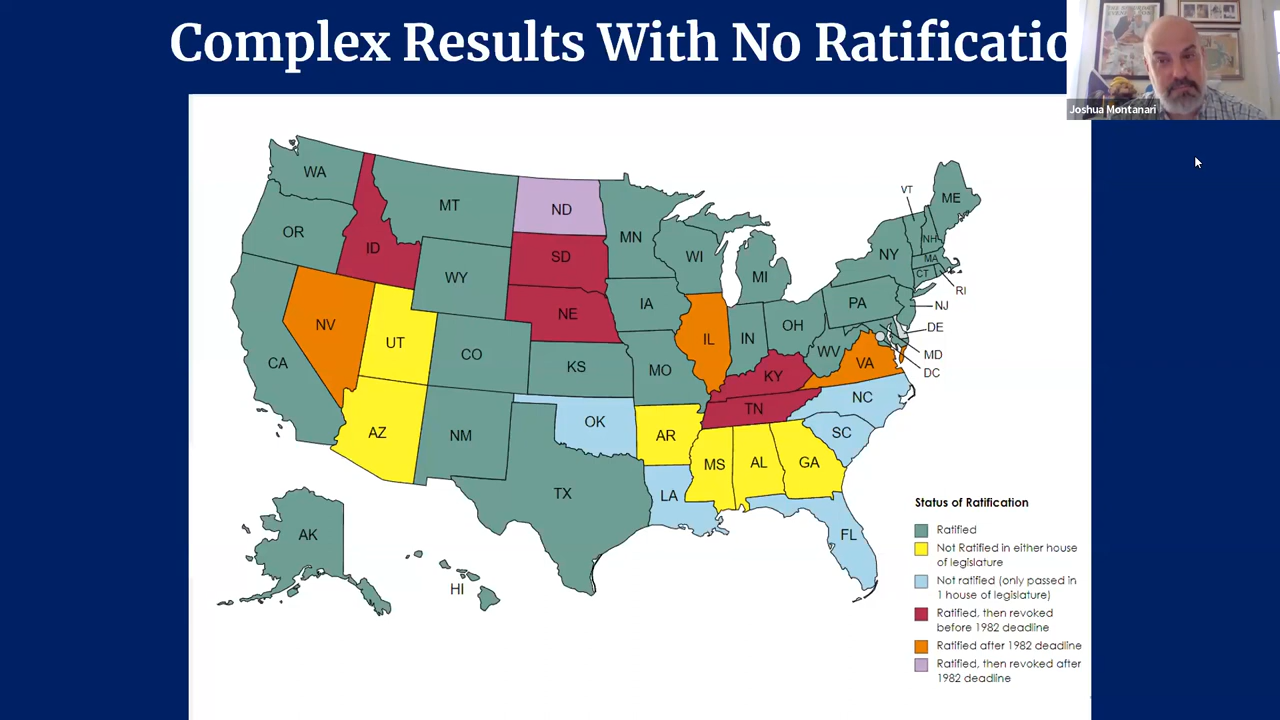 Complex Results With No Ratificatio
Joshua Montanari
WA
MT
ND
MN
VT
ME
OR
ID
SD
WI
NH
NY
MA
WY
MI
CT
RI
NE
IA
PA
NJ
NV
UT
IL
IN
OH
DE
CO
KS
MO
WV
MD
CA
KY
VA
DC
TN
NC
AZ
NM
OK
AR
SC
MS
AL
GA
TX
LA
FL
AK
HI
Status of Ratification
Ratified
Not Ratified in either house
of legislature
Not ratified (only passed in
1 house of legislature)
Ratified, then revoked
before 1982 deadline
Ratified after 1982 deadline
Ratified, then revoked after
1982 deadline